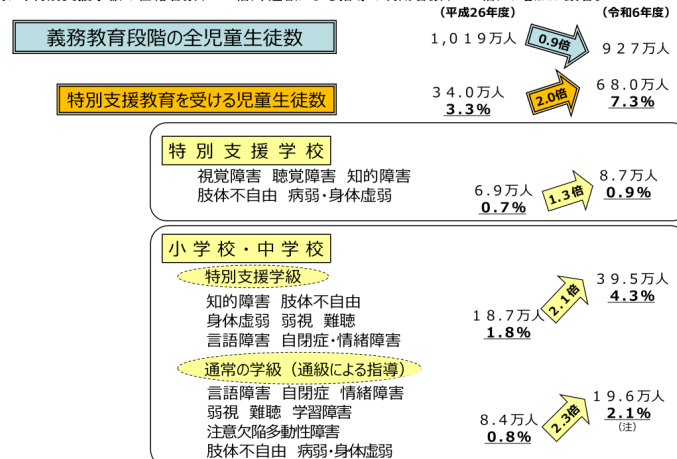 (平成26年度) (令和6年度)
義務教育段階の全児童生徒数 1,019万人 0.9倍 927万人
特別支援教育を受ける児童生徒数 34.0万人 2.0倍 68.0万人
3.3% 7.3%
特別支援学校
視覚障害 聴覚障害 知的障害
肢体不自由 病弱・身体虚弱
6.9万人 1.3倍 8.7万人
0.7% 0.9%
小学校・中学校
特別支援学級
知的障害 肢体不自由
身体虚弱 弱視 難聴
言語障害 自閉症・情緒障害
18.7万人 2.1倍 39.5万人
1.8% 4.3%
通常の学級(通級による指導)
言語障害 自閉症 情緒障害
弱視 難聴 学習障害
注意欠陥多動性障害
肢体不自由 病弱・身体虚弱
8.4万人 2.3倍 19.6万人
0.8% 2.1%
(注)